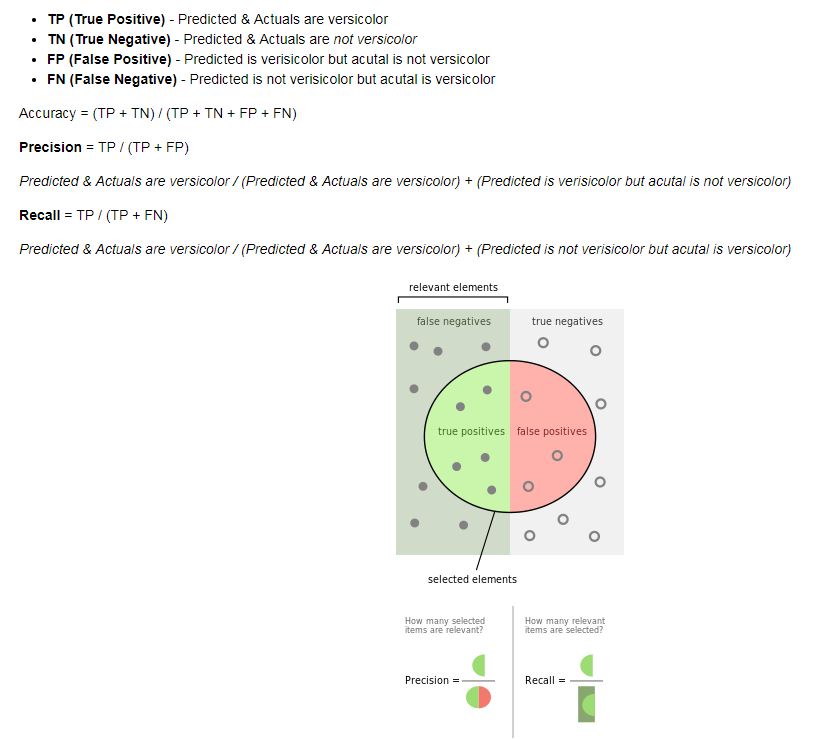 • TP (True Positive) - Predicted & Actuals are versicolor
• TN (True Negative) - Predicted & Actuals are not versicolor
• FP (False Positive) - Predicted is verisicolor but acutal is not versicolor
• FN (False Negative) - Predicted is not verisicolor but acutal is versicolor
Accuracy = (TP + TN) / (TP + TN + FP + FN)
Precision = TP / (TP + FP)
Predicted & Actuals are versicolor / (Predicted & Actuals are versicolor) + (Predicted is verisicolor but acutal is not versicolor)
Recall = TP / (TP + FN)
Predicted & Actuals are versicolor / (Predicted & Actuals are versicolor) + (Predicted is not verisicolor but acutal is versicolor)
relevant elements
false negatives
true negatives
true positives
false positives
selected elements
How many selected
items are relevant?
Precision =
How many relevant
items are selected?
Recall =